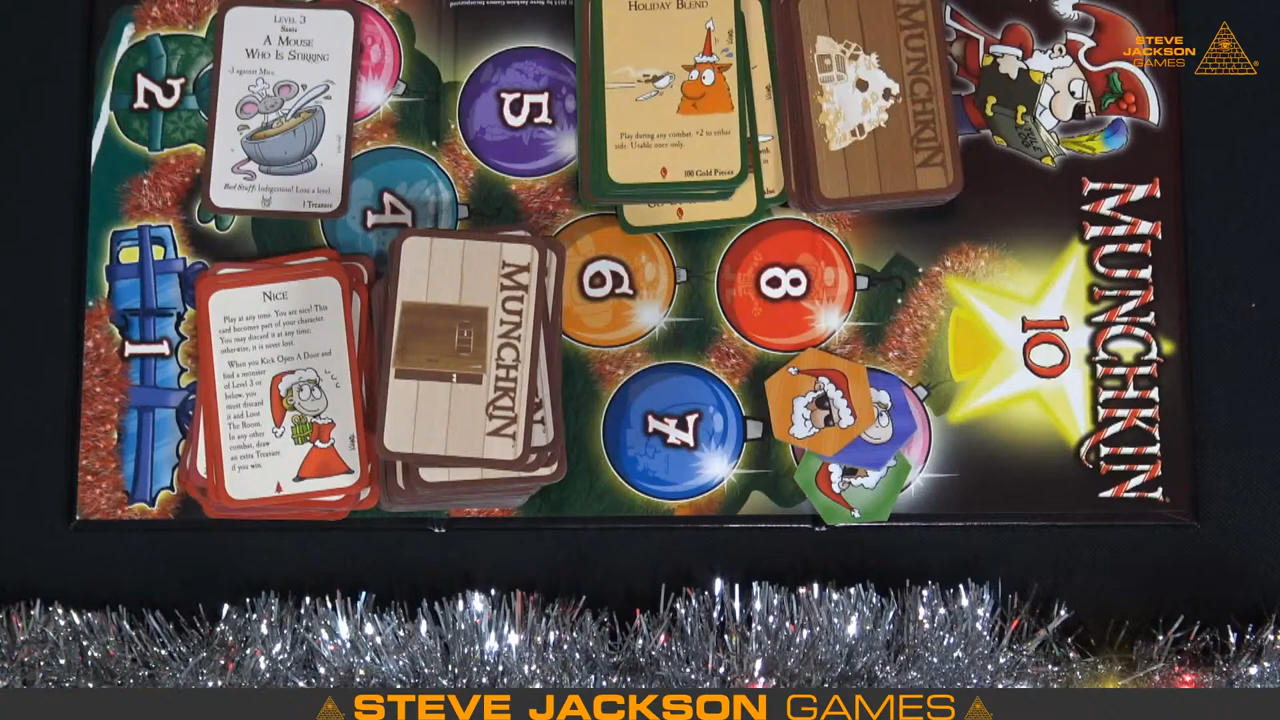 LEVEL 3
Santa
A MOUSE
WHO IS STIRRING
-3 against Mice.
Bad Stuff: Indigestion! Lose a level.
1 Treasure
2
5
HOLIDAY BLEND
Play during any combat. +2 to either
side. Usable once only.
100 Gold Pieces
MUNCHKIN
STEVE
JACKSON
GAMES
4
1
NICE
Play at any time. You are nice! This
card becomes part of your character.
You may discard it at any time;
otherwise, it is never lost.
When you Kick Open A Door and
find a monster
of Level 3 or
below, you
must discard
it and Loot
The Room.
In any other
combat, draw
an extra Treasure
if you win.
MUNCHKIN
6
8
7
10
MUNCHKIN
STEVE JACKSON GAMES